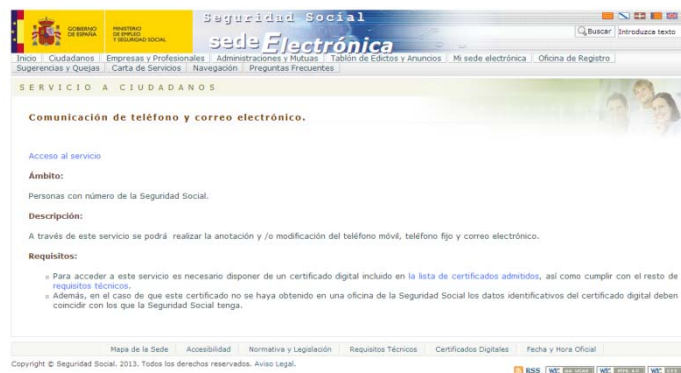 GOBIERNO DE ESPAÑA
MINISTERIO DE EMPLEO Y SEGURIDAD SOCIAL
Seguridad Social
sedeElectrónica
Buscar Introduzca texto
Inicio Ciudadanos Empresas y Profesionales Administraciones y Mutuas Tablón de Edictos y Anuncios Mi sede electrónica Oficina de Registro
Sugerencias y Quejas Carta de Servicios Navegación Preguntas Frecuentes
SERVICIO A CIUDADANOS
Comunicación de teléfono y correo electrónico.
Acceso al servicio
Ámbito:
Personas con número de la Seguridad Social.
Descripción:
A través de este servicio se podrá realizar la anotación y /o modificación del teléfono móvil, teléfono fijo y correo electrónico.
Requisitos:
Para acceder a este servicio es necesario disponer de un certificado digital incluido en la lista de certificados admitidos, así como cumplir con el resto de
requisitos técnicos.
Además, en el caso de que este certificado no se haya obtenido en una oficina de la Seguridad Social los datos identificativos del certificado digital deben
coincidir con los que la Seguridad Social tenga.
Mapa de la Sede Accesibilidad Normativa y Legislación Requisitos Técnicos Certificados Digitales Fecha y Hora Oficial
Copyright © Seguridad Social. 2013. Todos los derechos reservados. Aviso Legal.
RSS W3C W3C W3C